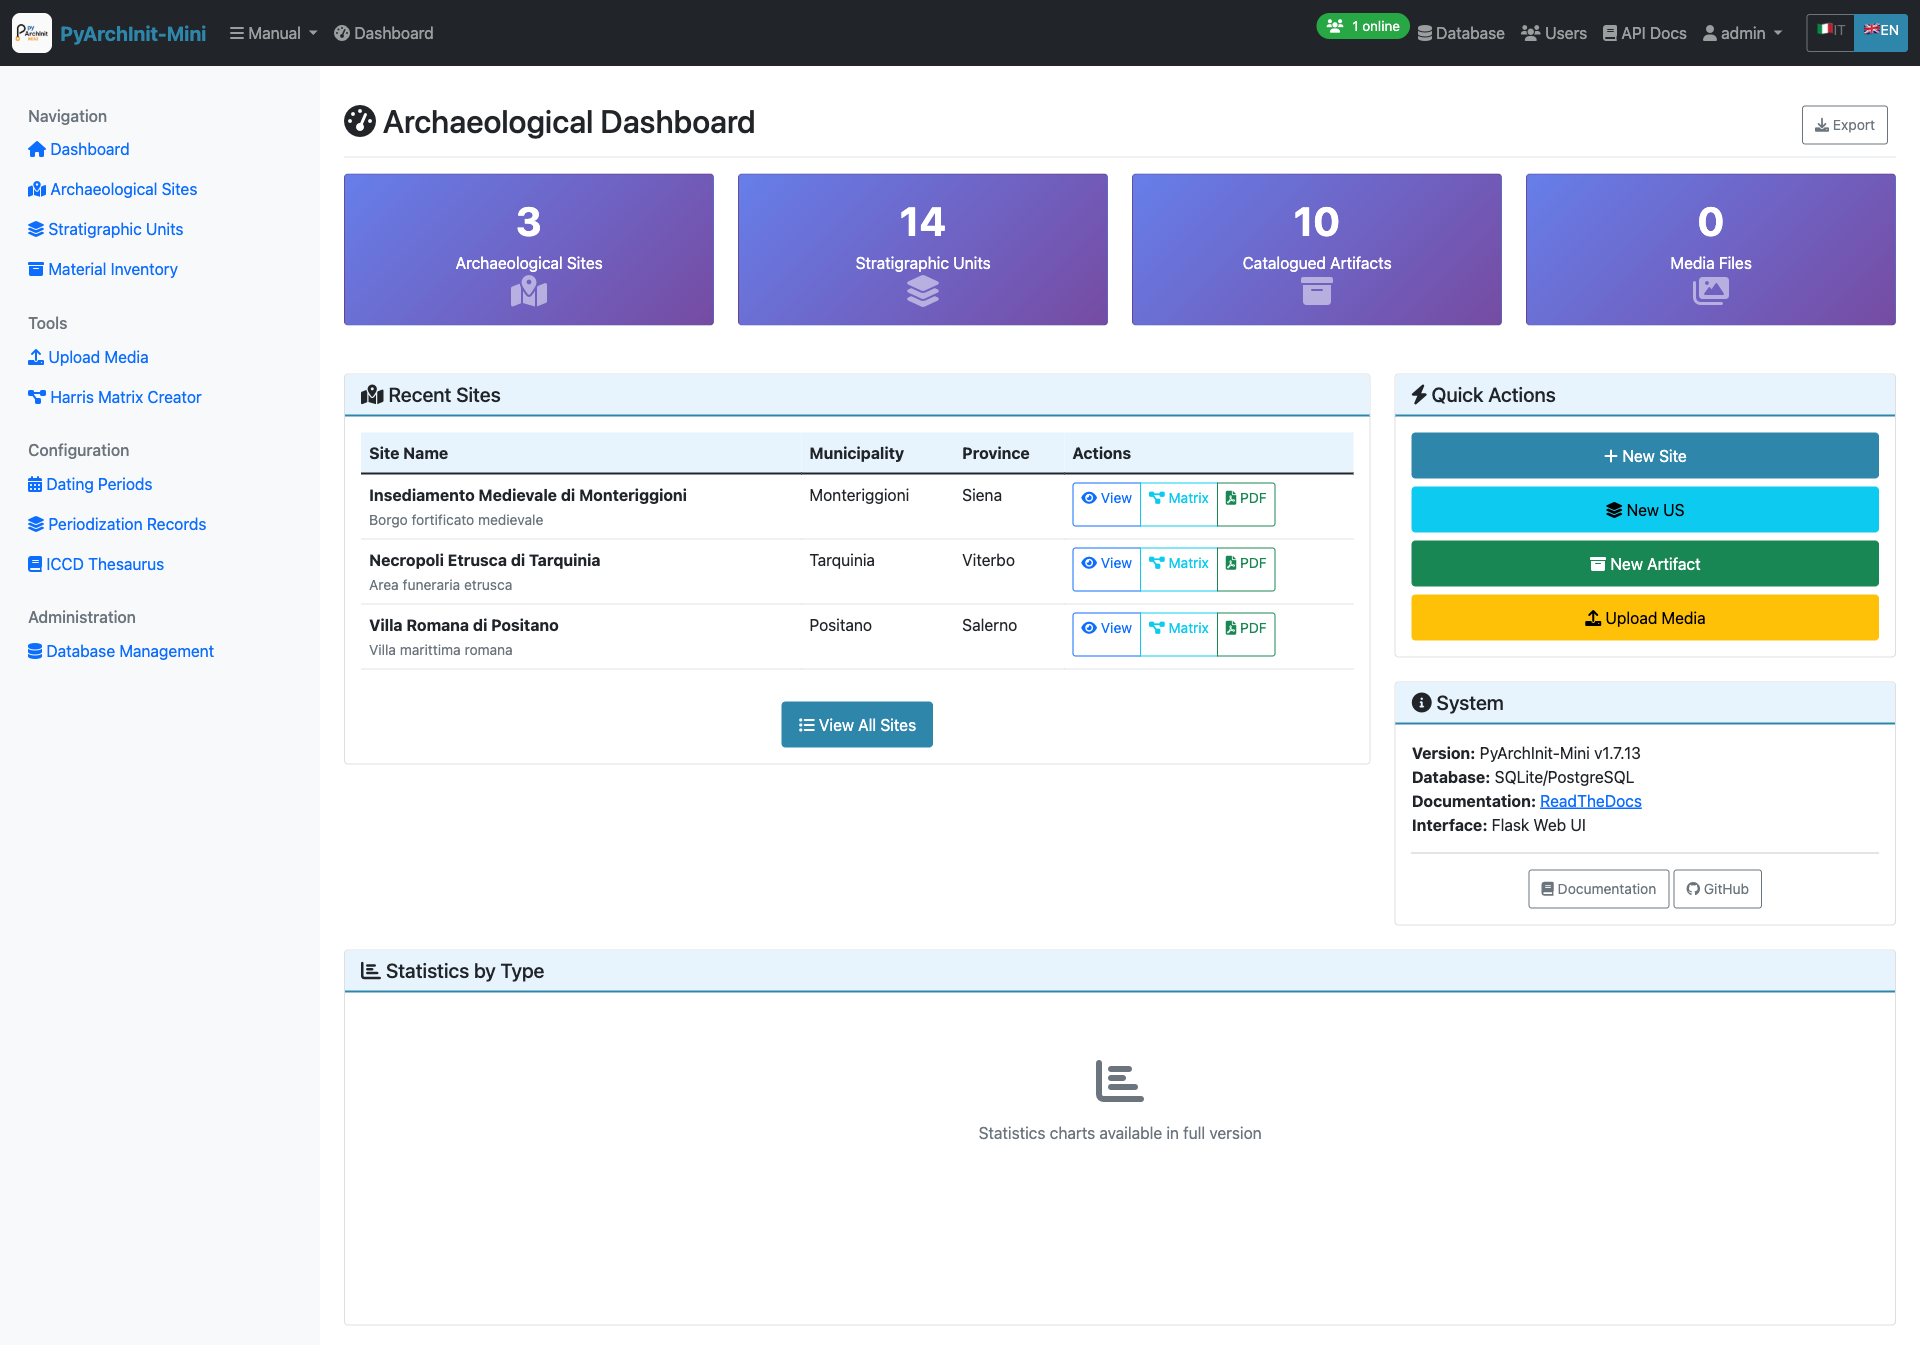 PyArchInit-Mini
Manual
Dashboard
1 online
Database
Users
API Docs
admin
IT
EN
Navigation
Dashboard
Archaeological Sites
Stratigraphic Units
Material Inventory
Tools
Upload Media
Harris Matrix Creator
Configuration
Dating Periods
Periodization Records
ICCD Thesaurus
Administration
Database Management
Archaeological Dashboard
Export
3
Archaeological Sites
14
Stratigraphic Units
10
Catalogued Artifacts
0
Media Files
Recent Sites
Site Name Municipality Province Actions
Insediamento Medievale di Monteriggioni Monteriggioni Siena View Matrix PDF
Borgo fortificato medievale
Necropoli Etrusca di Tarquinia Tarquinia Viterbo View Matrix PDF
Area funeraria etrusca
Villa Romana di Positano Positano Salerno View Matrix PDF
Villa marittima romana
View All Sites
Quick Actions
New Site
New US
New Artifact
Upload Media
System
Version: PyArchInit-Mini v1.7.13
Database: SQLite/PostgreSQL
Documentation: ReadTheDocs
Interface: Flask Web UI
Documentation
GitHub
Statistics by Type
Statistics charts available in full version